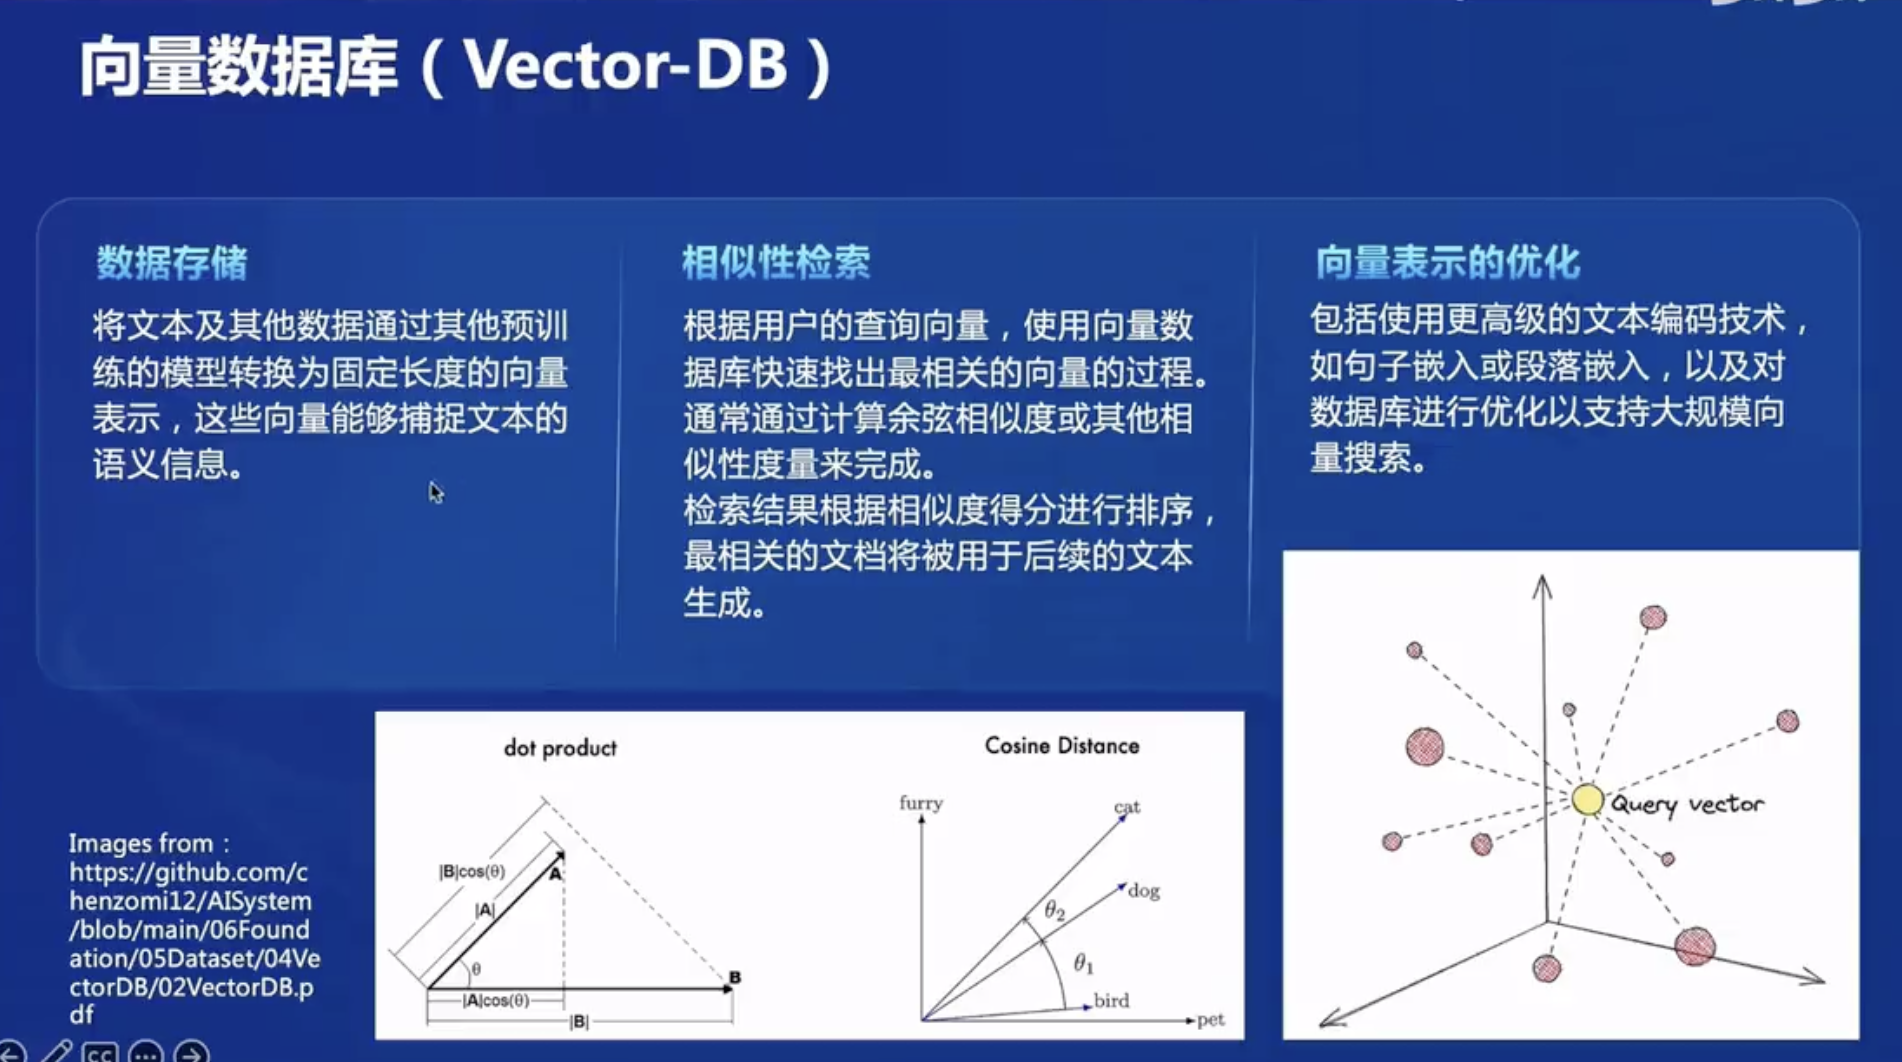 向量数据库（Vector-DB）
数据存储
将文本及其他数据通过其他预训
练的模型转换为固定长度的向量
表示，这些向量能够捕捉文本的
语义信息。
相似性检索
根据用户的查询向量，使用向量数
据库快速找出最相关的向量的过程。
通常通过计算余弦相似度或其他相
似性度量来完成。
检索结果根据相似度得分进行排序，
最相关的文档将被用于后续的文本
生成。
向量表示的优化
包括使用更高级的文本编码技术，
如句子嵌入或段落嵌入，以及对
数据库进行优化以支持大规模向
量搜索。
Images from：
https://github.com/c
henzomi12/AISystem
/blob/main/06Found
ation/05Dataset/04Ve
ctorDB/02VectorDB.p
df
dot product
|B|cos(θ)
A
|A|
θ
B
|A|cos(θ)
|B|
Cosine Distance
furry
cat
dog
θ2
θ1
bird
pet
Query vector
CC